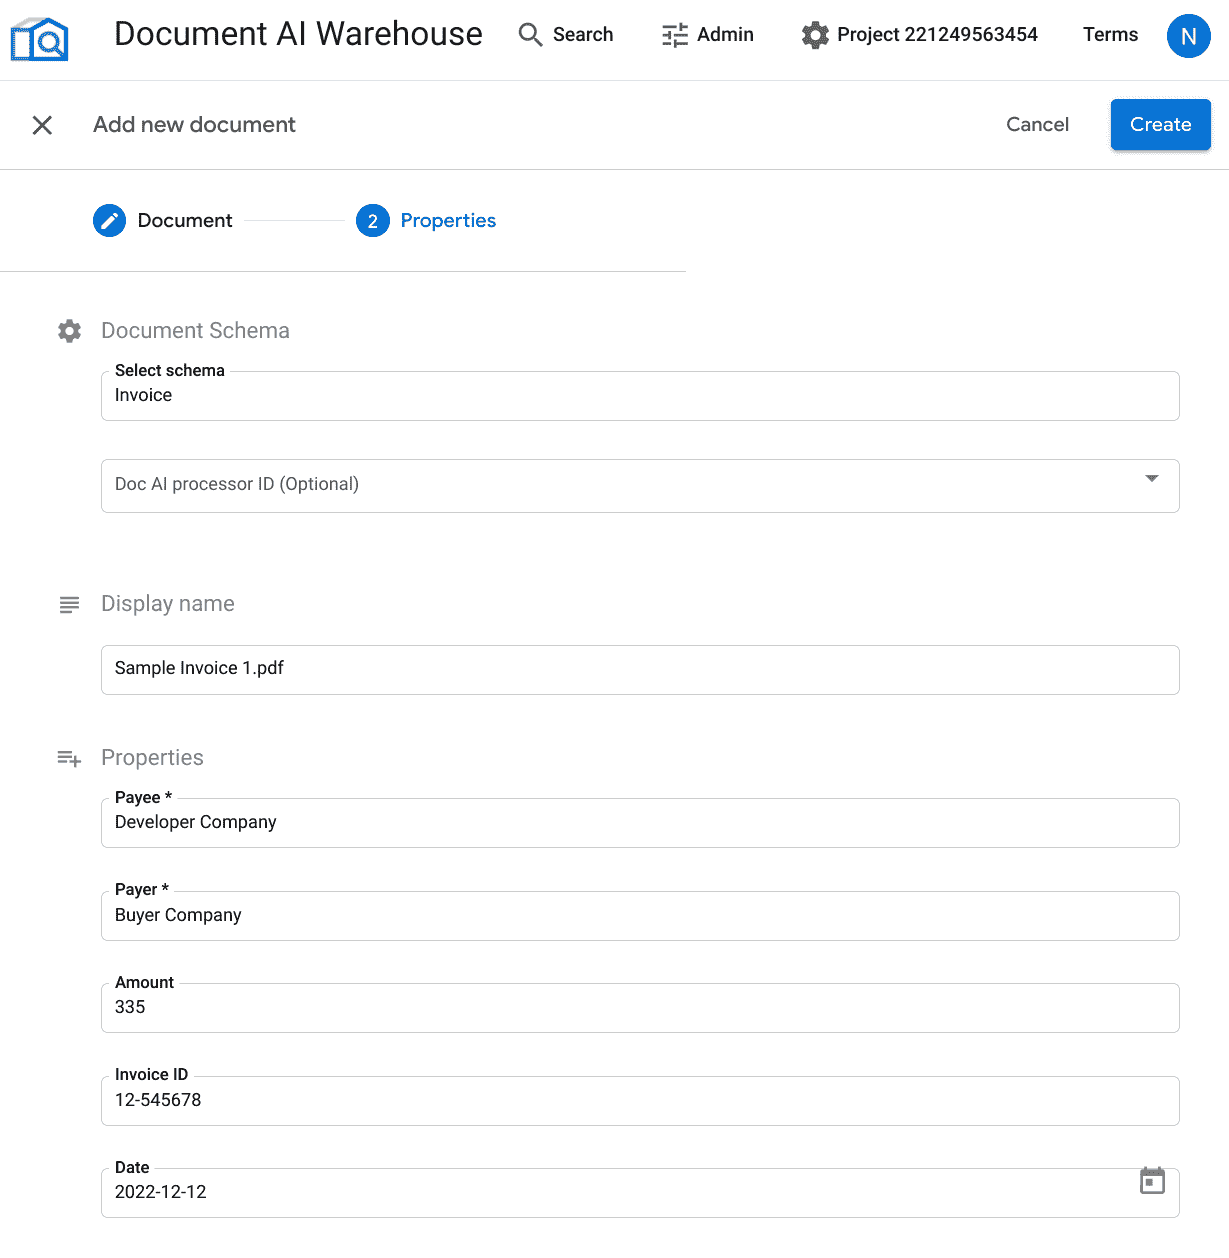 Document AI Warehouse Search Admin Project 221249563454 Terms N
Add new document Cancel Create
Document 2 Properties
Document Schema
Select schema
Invoice
Doc AI processor ID (Optional)
Display name
Sample Invoice 1.pdf
Properties
Payee *
Developer Company
Payer *
Buyer Company
Amount
335
Invoice ID
12-545678
Date
2022-12-12